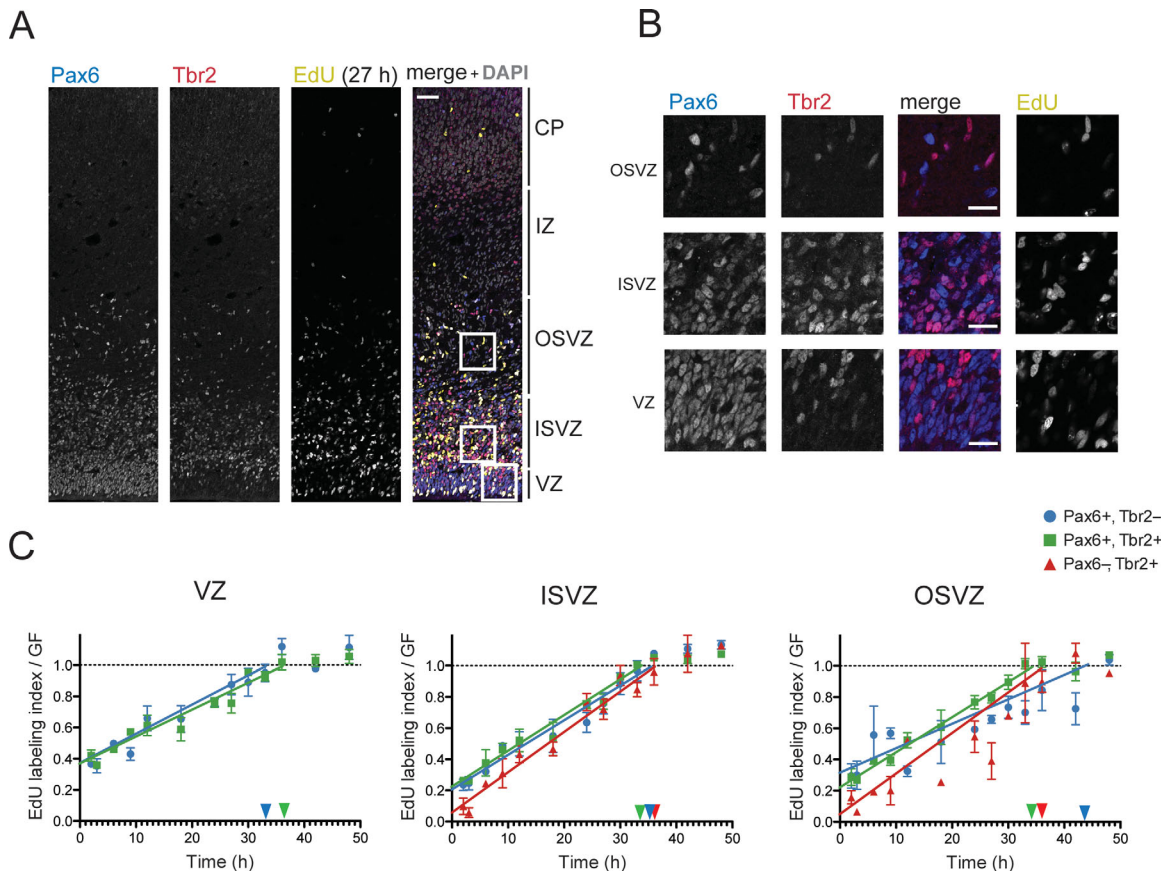 A
Pax6 Tbr2 EdU (27 h) merge + DAPI
CP
IZ
OSVZ
ISVZ
VZ
B
Pax6 Tbr2 merge EdU
OSVZ
ISVZ
VZ
Pax6+, Tbr2–
Pax6+, Tbr2+
Pax6–, Tbr2+
C
VZ
EdU labeling index / GF
1.0
0.8
0.6
0.4
0.2
0.0
0 10 20 30 40 50
Time (h)
ISVZ
EdU labeling index / GF
1.0
0.8
0.6
0.4
0.2
0.0
0 10 20 30 40 50
Time (h)
OSVZ
EdU labeling index / GF
1.0
0.8
0.6
0.4
0.2
0.0
0 10 20 30 40 50
Time (h)